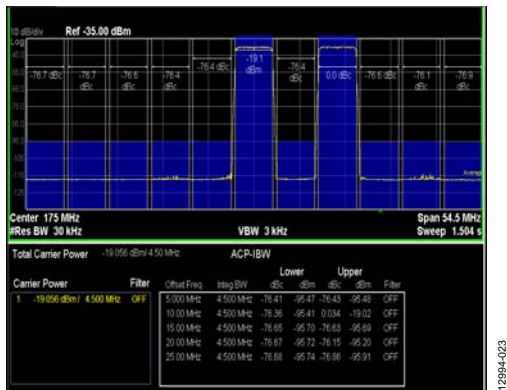 10 dB/div Ref -35.00 dBm
Log
-76.7 dBc -76.7 dBc -76.6 dBc -76.4 dBc -76.4 dBc -19.1 dBm -76.4 dBc 0.0 dBc -76.6 dBc -76.1 dBc -76.9 dBc
Average
Center 175 MHz Span 54.5 MHz
#Res BW 30 kHz VBW 3 kHz Sweep 1.504 s
Total Carrier Power -19.056 dBm/ 4.50 MHz ACP-IBW
Lower Upper
Carrier Power Filter Offset Freq Integ BW dBc dBm dBc dBm Filter
1 -19.056 dBm / 4.500 MHz OFF 5.000 MHz 4.500 MHz -76.41 -95.47 -76.43 -95.48 OFF
10.00 MHz 4.500 MHz -76.36 -95.41 0.034 -19.02 OFF
15.00 MHz 4.500 MHz -76.65 -95.70 -76.63 -95.69 OFF
20.00 MHz 4.500 MHz -76.67 -95.72 -76.15 -95.20 OFF
25.00 MHz 4.500 MHz -76.68 -95.74 -76.86 -95.91 OFF
12994-023